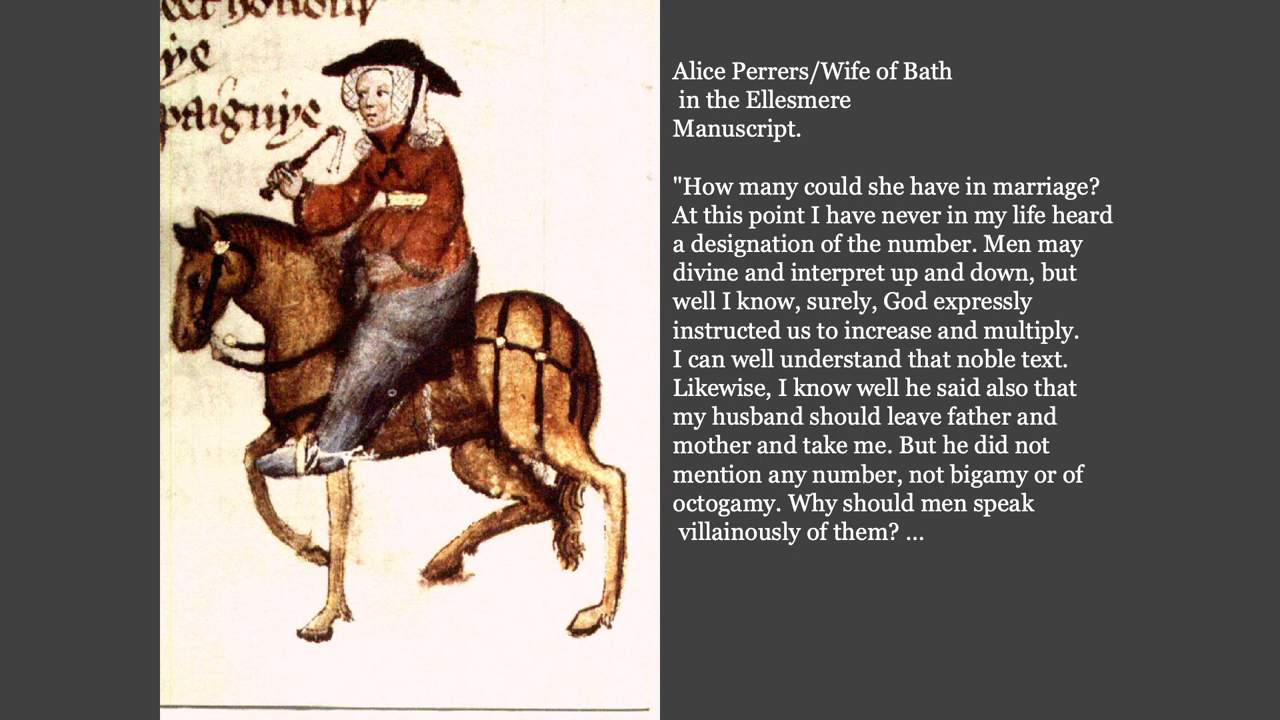 ye
paignye
Alice Perrers/Wife of Bath
in the Ellesmere
Manuscript.
"How many could she have in marriage?
At this point I have never in my life heard
a designation of the number. Men may
divine and interpret up and down, but
well I know, surely, God expressly
instructed us to increase and multiply.
I can well understand that noble text.
Likewise, I know well he said also that
my husband should leave father and
mother and take me. But he did not
mention any number, not bigamy or of
octogamy. Why should men speak
villainously of them? ...